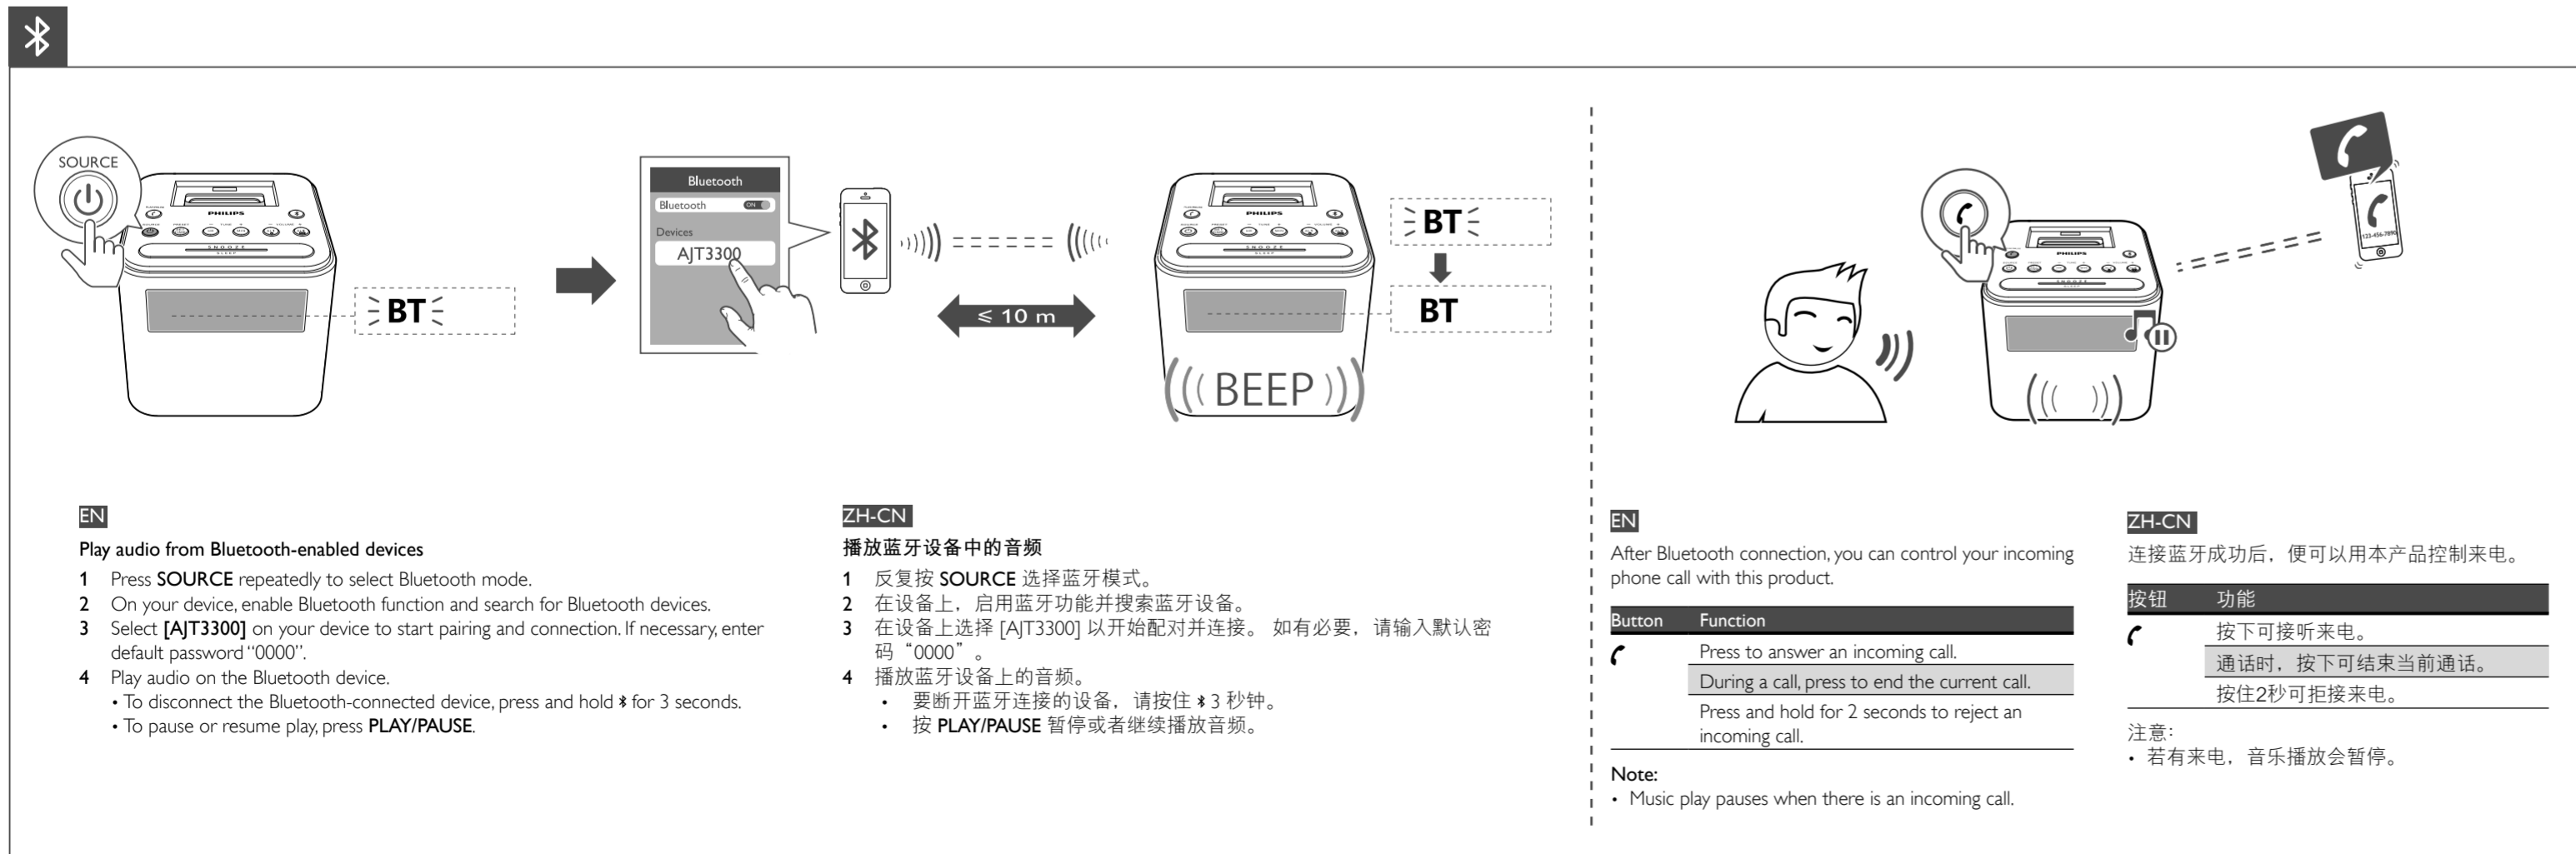 SOURCE
PHILIPS
SNOOZE
SLEEP
BT
Bluetooth
Bluetooth
ON
Devices
AJT3300
≤ 10 m
PHILIPS
SNOOZE
SLEEP
BT
BT
((( BEEP )))
PHILIPS
SNOOZE
SLEEP
123-456-7890
EN
Play audio from Bluetooth-enabled devices
1 Press SOURCE repeatedly to select Bluetooth mode.
2 On your device, enable Bluetooth function and search for Bluetooth devices.
3 Select [AJT3300] on your device to start pairing and connection. If necessary, enter
default password "0000".
4 Play audio on the Bluetooth device.
• To disconnect the Bluetooth-connected device, press and hold for 3 seconds.
• To pause or resume play, press PLAY/PAUSE.
ZH-CN
播放蓝牙设备中的音频
1 反复按 SOURCE 选择蓝牙模式。
2 在设备上，启用蓝牙功能并搜索蓝牙设备。
3 在设备上选择 [AJT3300] 以开始配对并连接。 如有必要，请输入默认密
码“0000”。
4 播放蓝牙设备上的音频。
• 要断开蓝牙连接的设备，请按住 3 秒钟。
• 按 PLAY/PAUSE 暂停或者继续播放音频。
EN
After Bluetooth connection, you can control your incoming
phone call with this product.
Button Function
Press to answer an incoming call.
During a call, press to end the current call.
Press and hold for 2 seconds to reject an
incoming call.
Note:
• Music play pauses when there is an incoming call.
ZH-CN
连接蓝牙成功后，便可以用本产品控制来电。
按钮 功能
按下可接听来电。
通话时，按下可结束当前通话。
按住2秒可拒接来电。
注意：
• 若有来电，音乐播放会暂停。